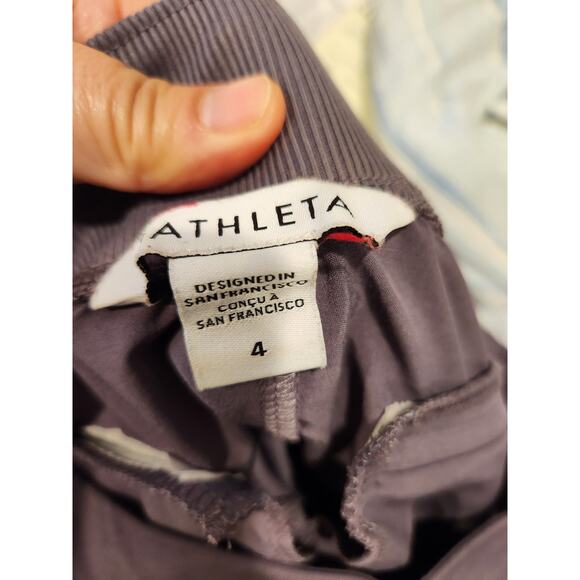 ATHLETA
DESIGNED IN
SAN FRANCISCO
CONÇU À
SAN FRANCISCO
4